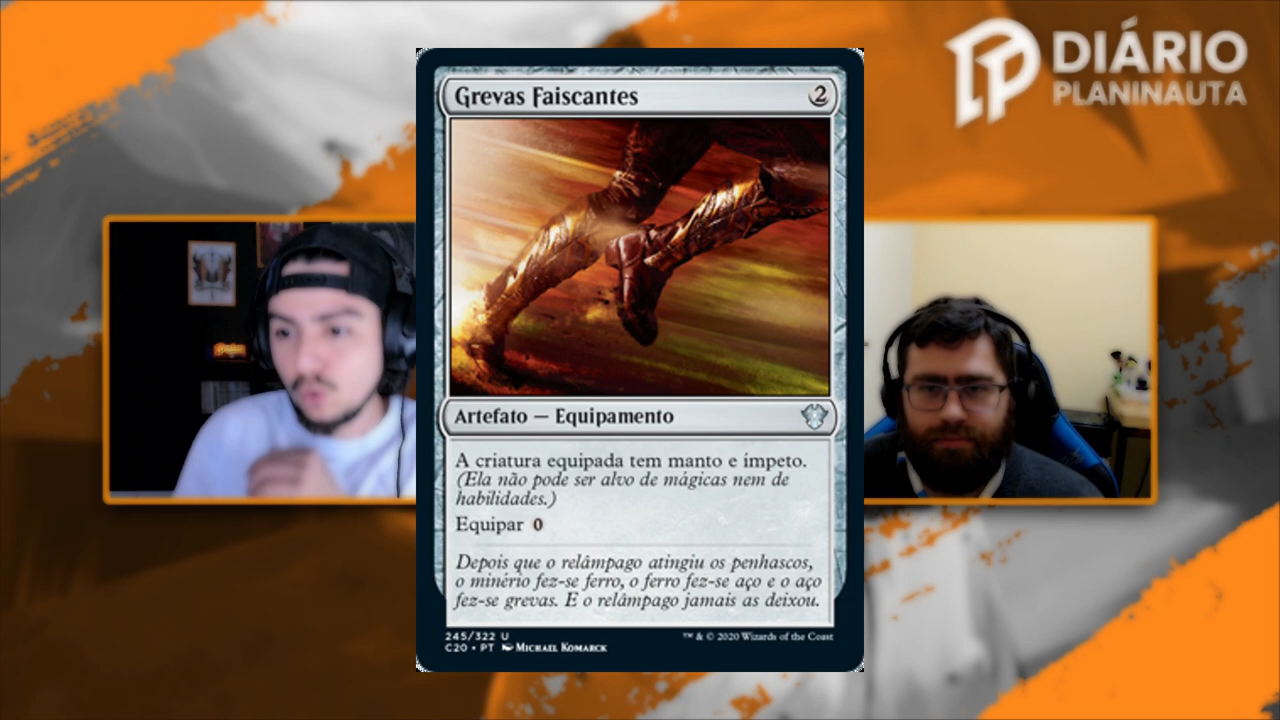 DIÁRIO
PLANINAUTA
Grevas Faiscantes 2
Artefato — Equipamento
A criatura equipada tem manto e ímpeto.
(Ela não pode ser alvo de mágicas nem de
habilidades.)
Equipar 0
Depois que o relâmpago atingiu os penhascos,
o minério fez-se ferro, o ferro fez-se aço e o aço
fez-se grevas. E o relâmpago jamais as deixou.
245/322 U
C20 • PT MICHAEL KOMARCK
™ & © 2020 Wizards of the Coast